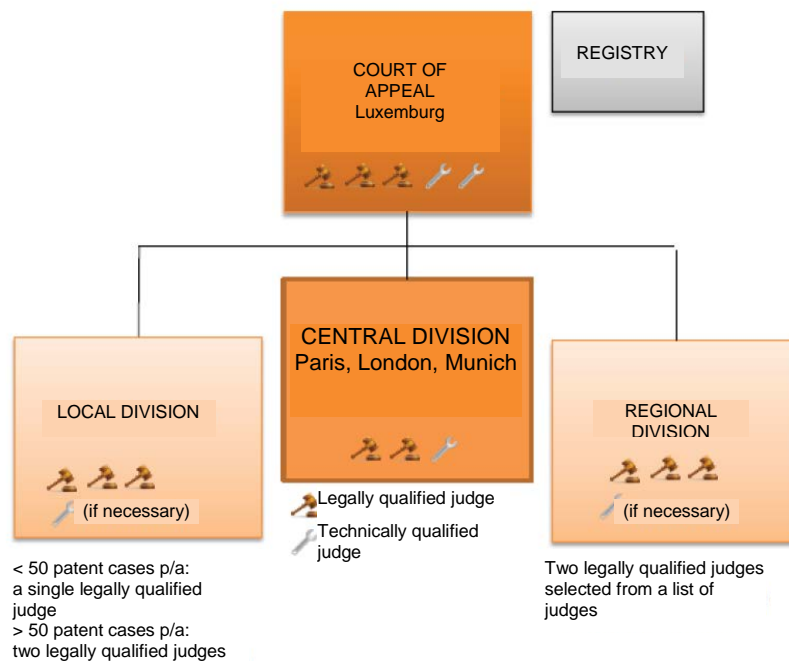 COURT OF
APPEAL
Luxemburg
REGISTRY
CENTRAL DIVISION
Paris, London, Munich
LOCAL DIVISION
(if necessary)
REGIONAL
DIVISION
(if necessary)
Legally qualified judge
Technically qualified
judge
< 50 patent cases p/a:
a single legally qualified
judge
> 50 patent cases p/a:
two legally qualified judges
Two legally qualified judges
selected from a list of
judges